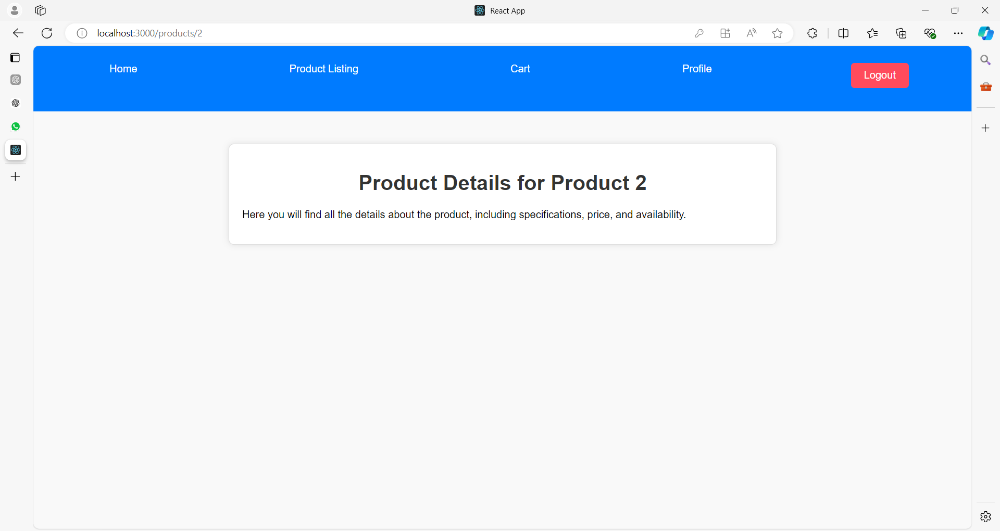 React App
localhost:3000/products/2
Home Product Listing Cart Profile Logout
Product Details for Product 2
Here you will find all the details about the product, including specifications, price, and availability.